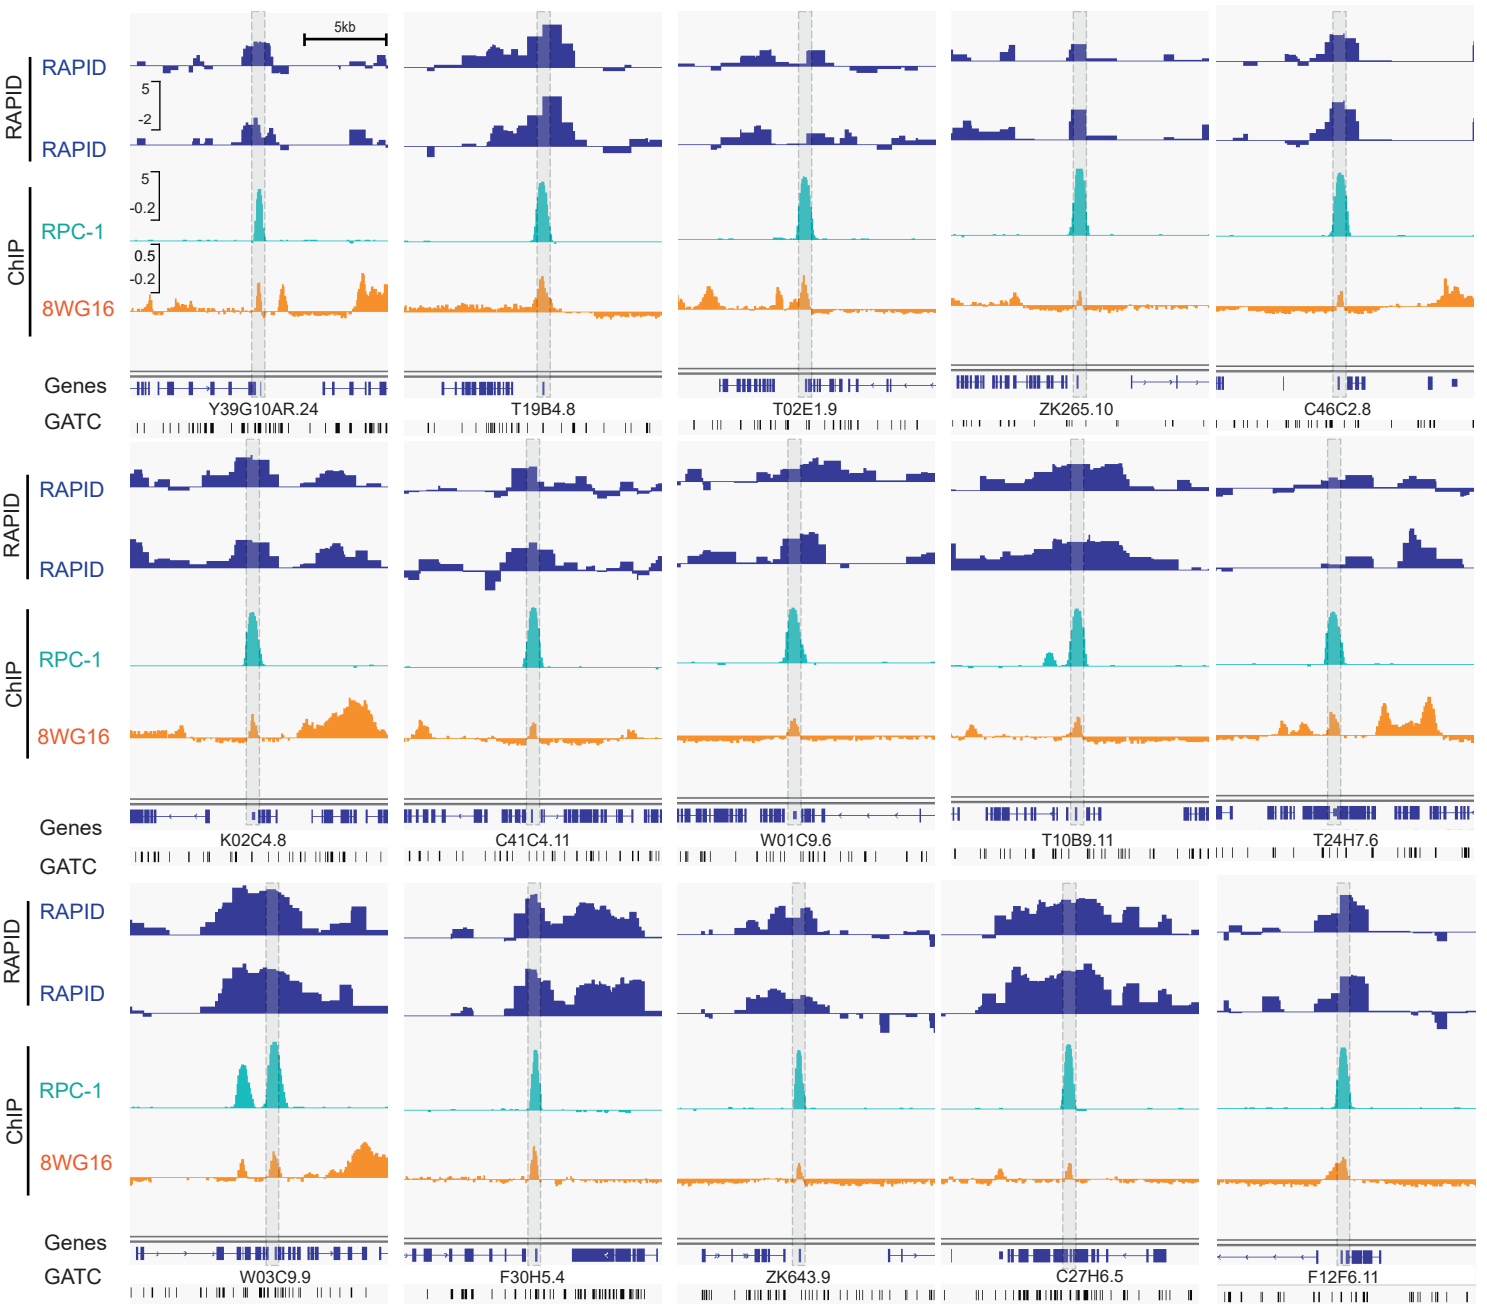 5kb
RAPID
RAPID
5
-2
RAPID
5
-0.2
RPC-1
ChIP
0.5
-0.2
8WG16
Genes
Y39G10AR.24 T19B4.8 T02E1.9 ZK265.10 C46C2.8
GATC
RAPID
RAPID
RAPID
RPC-1
ChIP
8WG16
Genes
K02C4.8 C41C4.11 W01C9.6 T10B9.11 T24H7.6
GATC
RAPID
RAPID
RAPID
RPC-1
ChIP
8WG16
Genes
W03C9.9 F30H5.4 ZK643.9 C27H6.5 F12F6.11
GATC